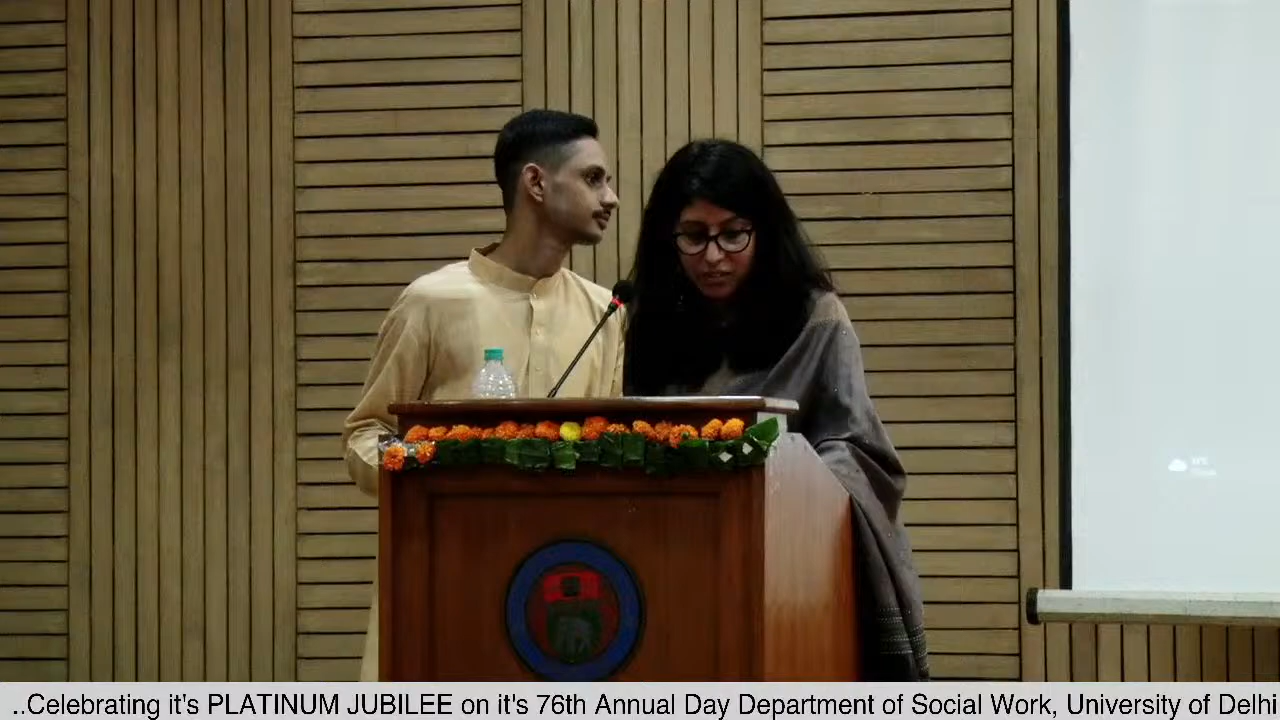 ..Celebrating it's PLATINUM JUBILEE on it's 76th Annual Day Department of Social Work, University of Delhi